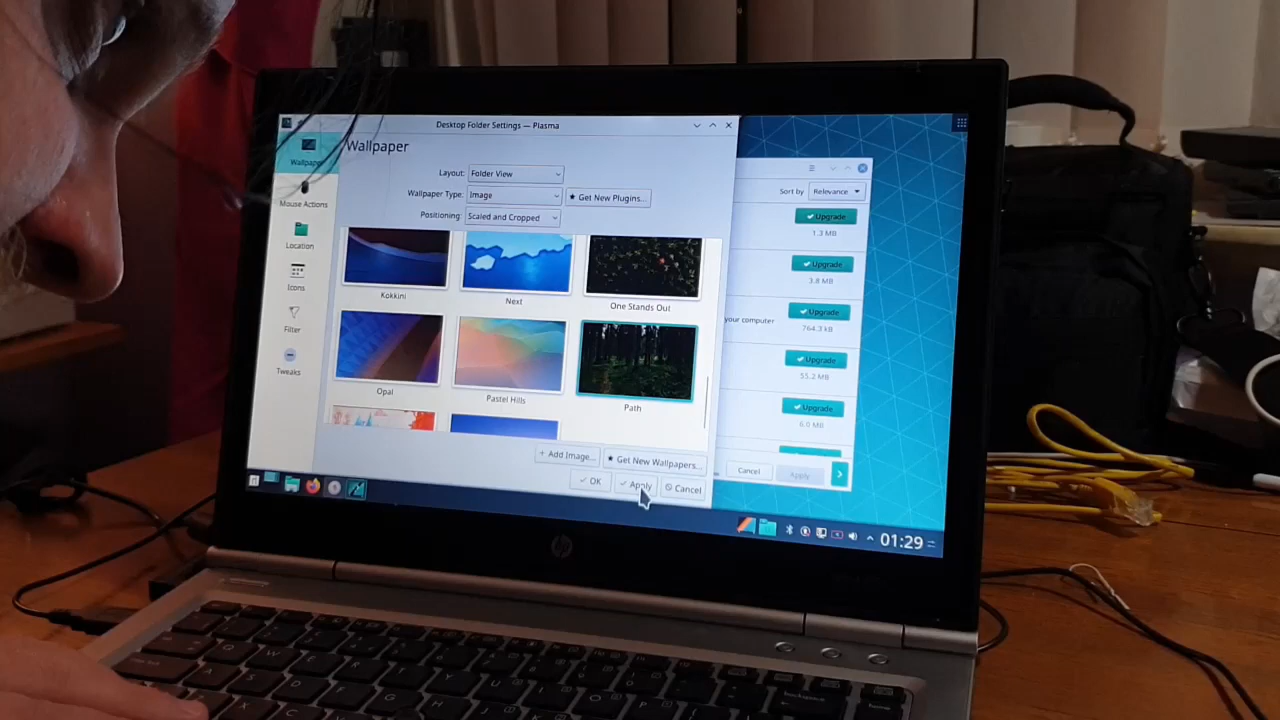 Desktop Folder Settings — Plasma
Wallpaper
Wallpaper
Mouse Actions
Location
Icons
Filter
Tweaks
Layout: Folder View
Wallpaper Type: Image
Get New Plugins...
Positioning: Scaled and Cropped
Kokkini
Next
One Stands Out
Opal
Pastel Hills
Path
+ Add Image...
Get New Wallpapers...
OK
Apply
Cancel
Sort by Relevance
Upgrade
1.3 MB
Upgrade
3.8 MB
your computer
Upgrade
764.3 kB
Upgrade
55.2 MB
Upgrade
6.0 MB
Cancel
Apply
01:29
hp